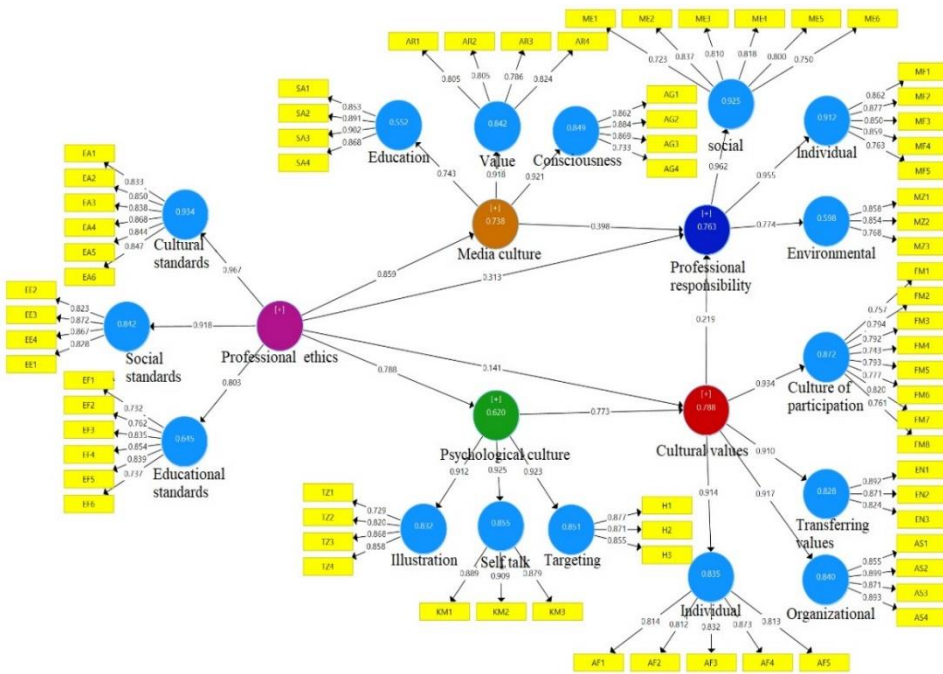 ME1 ME2 ME3 ME4 ME5 ME6
AR1 AR2 AR3 AR4
0.723 0.837 0.810 0.818 0.800 0.750
0.805 0.805 0.786 0.824
0.925
social
0.962
MF1
MF2
MF3
MF4
MF5
0.862
0.877
0.850
0.859
0.763
0.912
Individual
0.955
SA1
SA2
SA3
SA4
0.853
0.891
0.902
0.868
0.552
Education
0.743
0.842
Value
0.918
0.849
Consciousness
0.921
AG1
AG2
AG3
AG4
0.862
0.884
0.869
0.733
EA1
EA2
EA3
EA4
EA5
EA6
0.833
0.850
0.838
0.868
0.844
0.847
0.934
Cultural
standards
0.967
[+]
0.738
Media culture
0.859
0.398
0.313
[+]
0.763
Professional
responsibility
0.774
0.598
Environmental
MZ1
MZ2
MZ3
0.858
0.854
0.768
EE2
EE3
EE4
EE1
0.823
0.872
0.867
0.828
0.842
Social
standards
0.918
[+]
Professional ethics
0.803
0.788
0.141
0.219
FM1
FM2
FM3
FM4
FM5
FM6
FM7
FM8
0.757
0.794
0.792
0.743
0.793
0.777
0.820
0.761
0.872
Culture of
participation
0.934
EF1
EF2
EF3
EF4
EF5
EF6
0.732
0.762
0.835
0.854
0.839
0.737
0.645
Educational
standards
[+]
0.620
Psychological culture
0.773
[+]
0.788
Cultural values
0.912
0.925
0.923
0.914
0.910
0.917
EN1
EN2
EN3
0.892
0.871
0.824
0.828
Transferring
values
TZ1
TZ2
TZ3
TZ4
0.729
0.820
0.868
0.858
0.832
Illustration
0.855
Self talk
0.851
Targeting
H1
H2
H3
0.877
0.871
0.855
0.889 0.909 0.879
KM1 KM2 KM3
0.835
Individual
0.814 0.812 0.832 0.873 0.813
AF1 AF2 AF3 AF4 AF5
0.840
Organizational
AS1
AS2
AS3
AS4
0.855
0.899
0.871
0.893